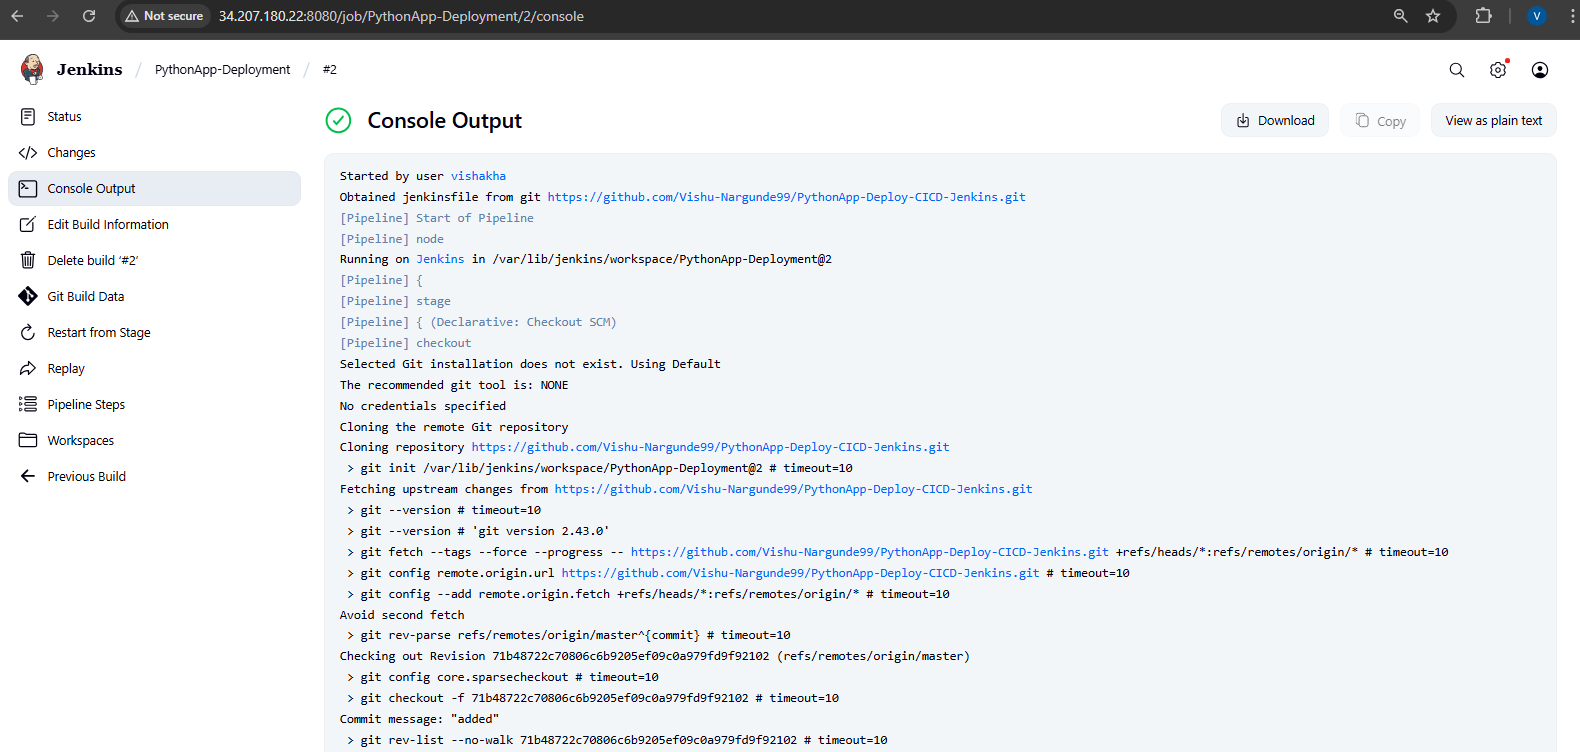 Not secure 34.207.180.22:8080/job/PythonApp-Deployment/2/console V
Jenkins / PythonApp-Deployment / #2
Status
Changes
Console Output
Edit Build Information
Delete build ‘#2’
Git Build Data
Restart from Stage
Replay
Pipeline Steps
Workspaces
Previous Build
Console Output
Download Copy View as plain text
Started by user vishakha
Obtained jenkinsfile from git https://github.com/Vishu-Nargunde99/PythonApp-Deploy-CICD-Jenkins.git
[Pipeline] Start of Pipeline
[Pipeline] node
Running on Jenkins in /var/lib/jenkins/workspace/PythonApp-Deployment@2
[Pipeline] {
[Pipeline] stage
[Pipeline] { (Declarative: Checkout SCM)
[Pipeline] checkout
Selected Git installation does not exist. Using Default
The recommended git tool is: NONE
No credentials specified
Cloning the remote Git repository
Cloning repository https://github.com/Vishu-Nargunde99/PythonApp-Deploy-CICD-Jenkins.git
> git init /var/lib/jenkins/workspace/PythonApp-Deployment@2 # timeout=10
Fetching upstream changes from https://github.com/Vishu-Nargunde99/PythonApp-Deploy-CICD-Jenkins.git
> git --version # timeout=10
> git --version # 'git version 2.43.0'
> git fetch --tags --force --progress -- https://github.com/Vishu-Nargunde99/PythonApp-Deploy-CICD-Jenkins.git +refs/heads/*:refs/remotes/origin/* # timeout=10
> git config remote.origin.url https://github.com/Vishu-Nargunde99/PythonApp-Deploy-CICD-Jenkins.git # timeout=10
> git config --add remote.origin.fetch +refs/heads/*:refs/remotes/origin/* # timeout=10
Avoid second fetch
> git rev-parse refs/remotes/origin/master^{commit} # timeout=10
Checking out Revision 71b48722c70806c6b9205ef09c0a979fd9f92102 (refs/remotes/origin/master)
> git config core.sparsecheckout # timeout=10
> git checkout -f 71b48722c70806c6b9205ef09c0a979fd9f92102 # timeout=10
Commit message: "added"
> git rev-list --no-walk 71b48722c70806c6b9205ef09c0a979fd9f92102 # timeout=10